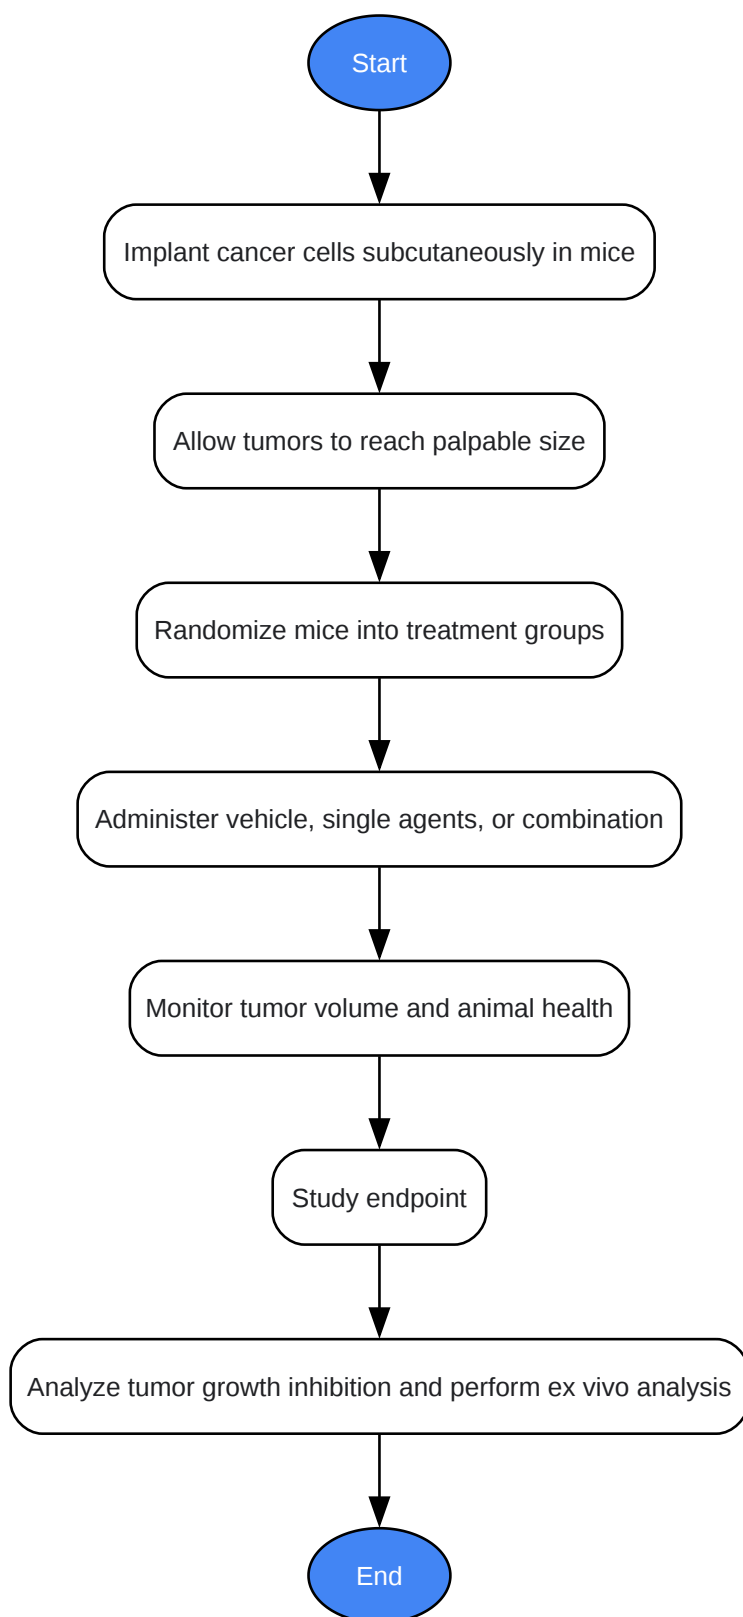 Start
Implant cancer cells subcutaneously in mice
Allow tumors to reach palpable size
Randomize mice into treatment groups
Administer vehicle, single agents, or combination
Monitor tumor volume and animal health
Study endpoint
Analyze tumor growth inhibition and perform ex vivo analysis
End